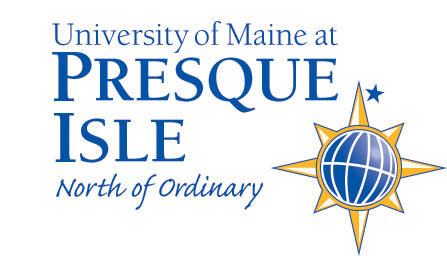 University of Maine at
PRESQUE
ISLE
North of Ordinary